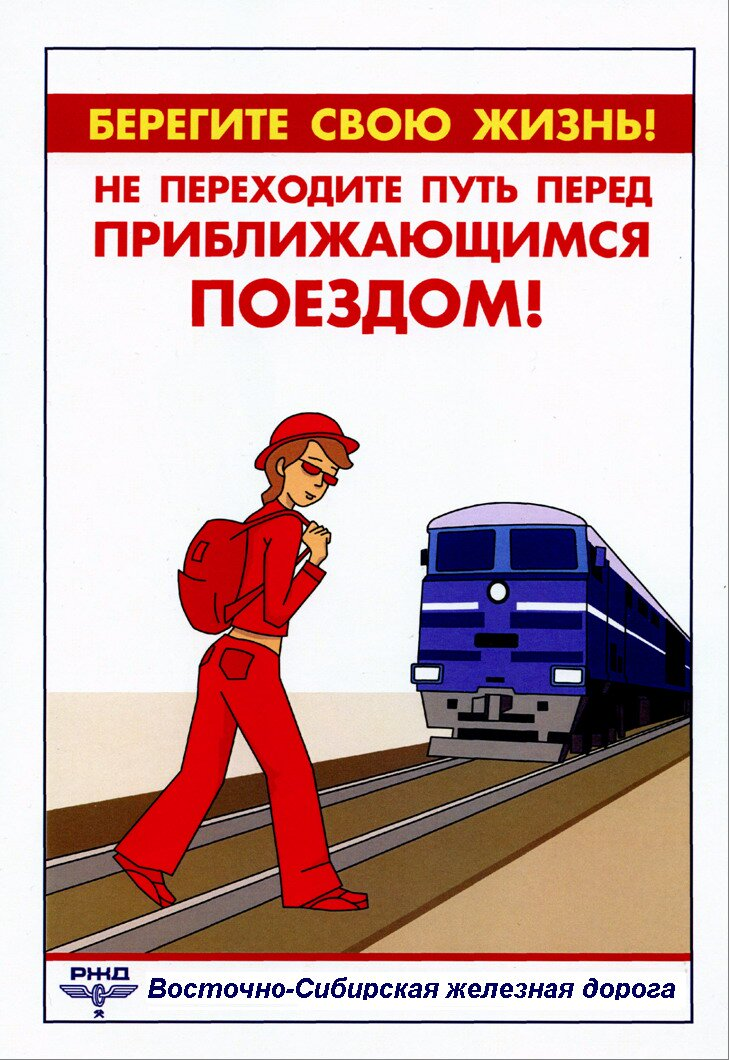 БЕРЕГИТЕ СВОЮ ЖИЗНЬ!
НЕ ПЕРЕХОДИТЕ ПУТЬ ПЕРЕД
ПРИБЛИЖАЮЩИМСЯ
ПОЕЗДОМ!
РЖД
Восточно-Сибирская железная дорога